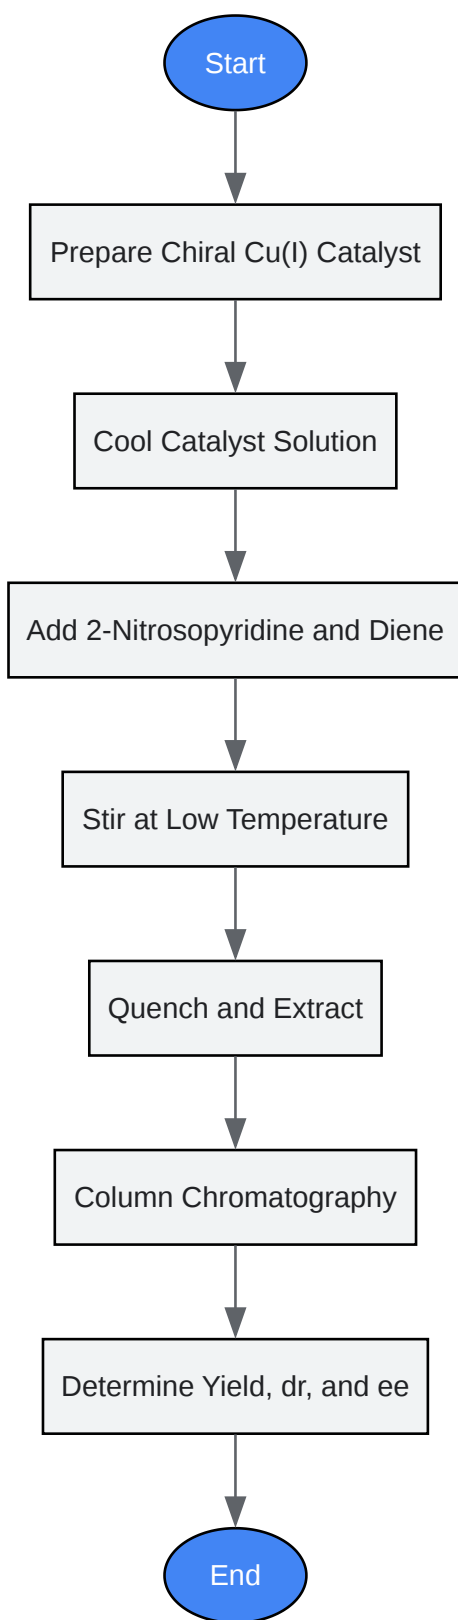 Start
Prepare Chiral Cu(I) Catalyst
Cool Catalyst Solution
Add 2-Nitrosopyridine and Diene
Stir at Low Temperature
Quench and Extract
Column Chromatography
Determine Yield, dr, and ee
End